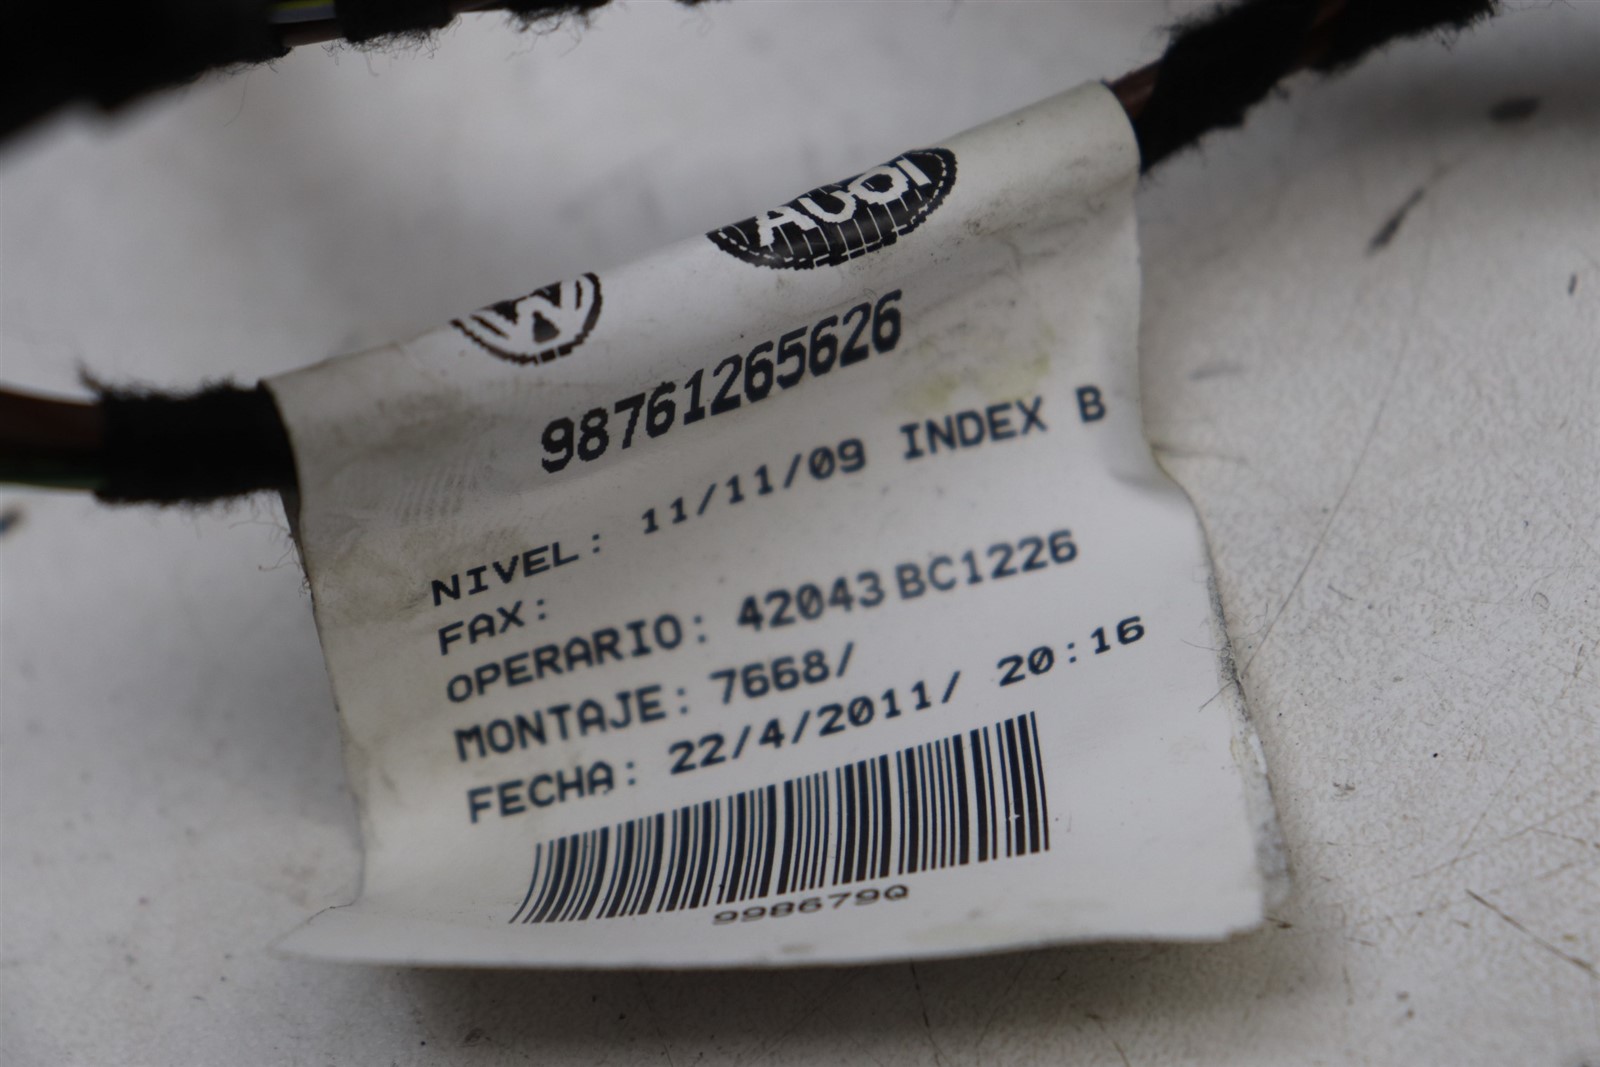 AUDI
98761265626
NIVEL: 11/11/09 INDEX B
FAX:
OPERARIO: 42043 BC1226
MONTAJE: 7668/
FECHA: 22/4/2011/ 20:16
998679Q